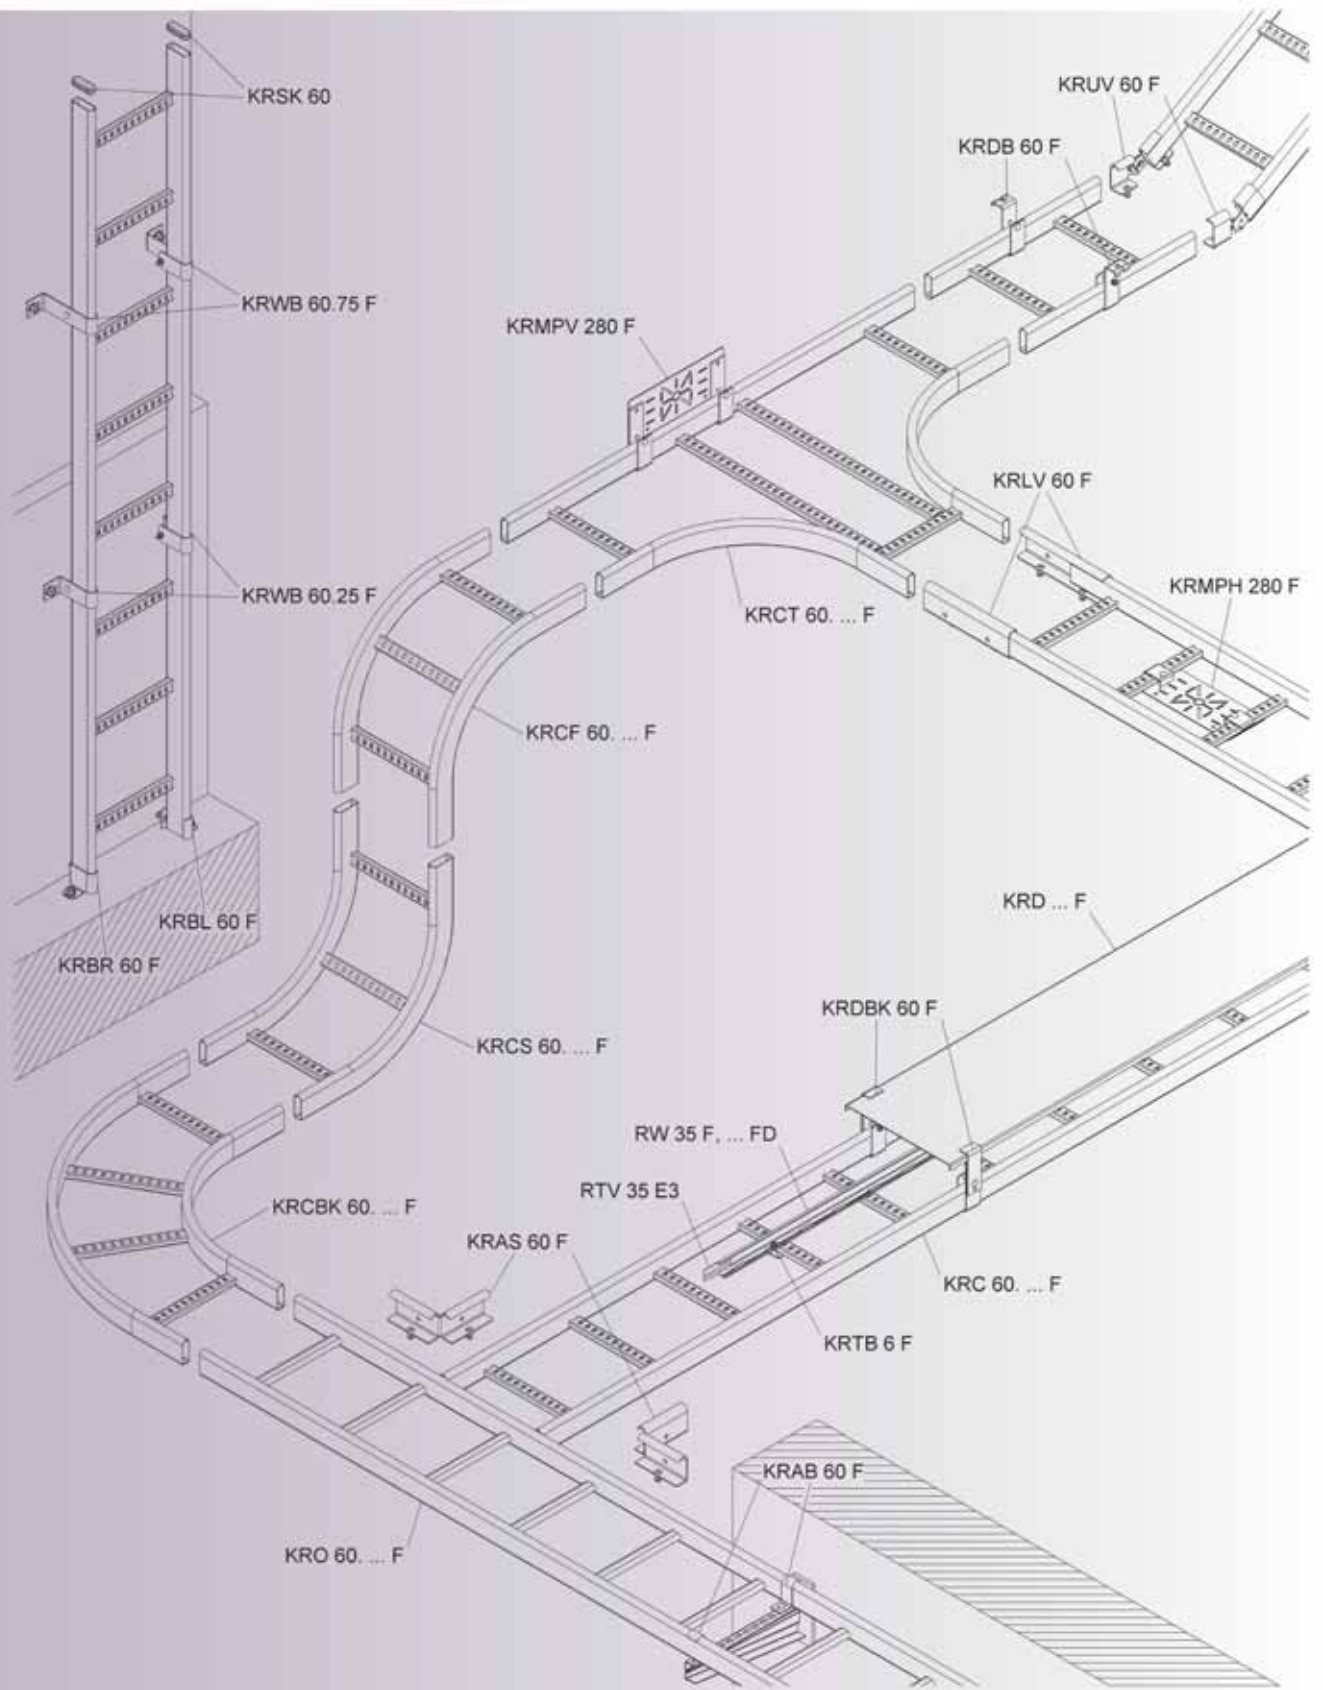 KRSK 60
KRUV 60 F
KRDB 60 F
KRWB 60.75 F
KRMPV 280 F
KRLV 60 F
KRMPH 280 F
KRWB 60.25 F
KRCT 60. ... F
KRCF 60. ... F
KRD ... F
KRBL 60 F
KRBR 60 F
KRDBK 60 F
KRCS 60. ... F
RW 35 F, ... FD
RTV 35 E3
KRCBK 60. ... F
KRAS 60 F
KRC 60. ... F
KRTB 6 F
KRAB 60 F
KRO 60. ... F